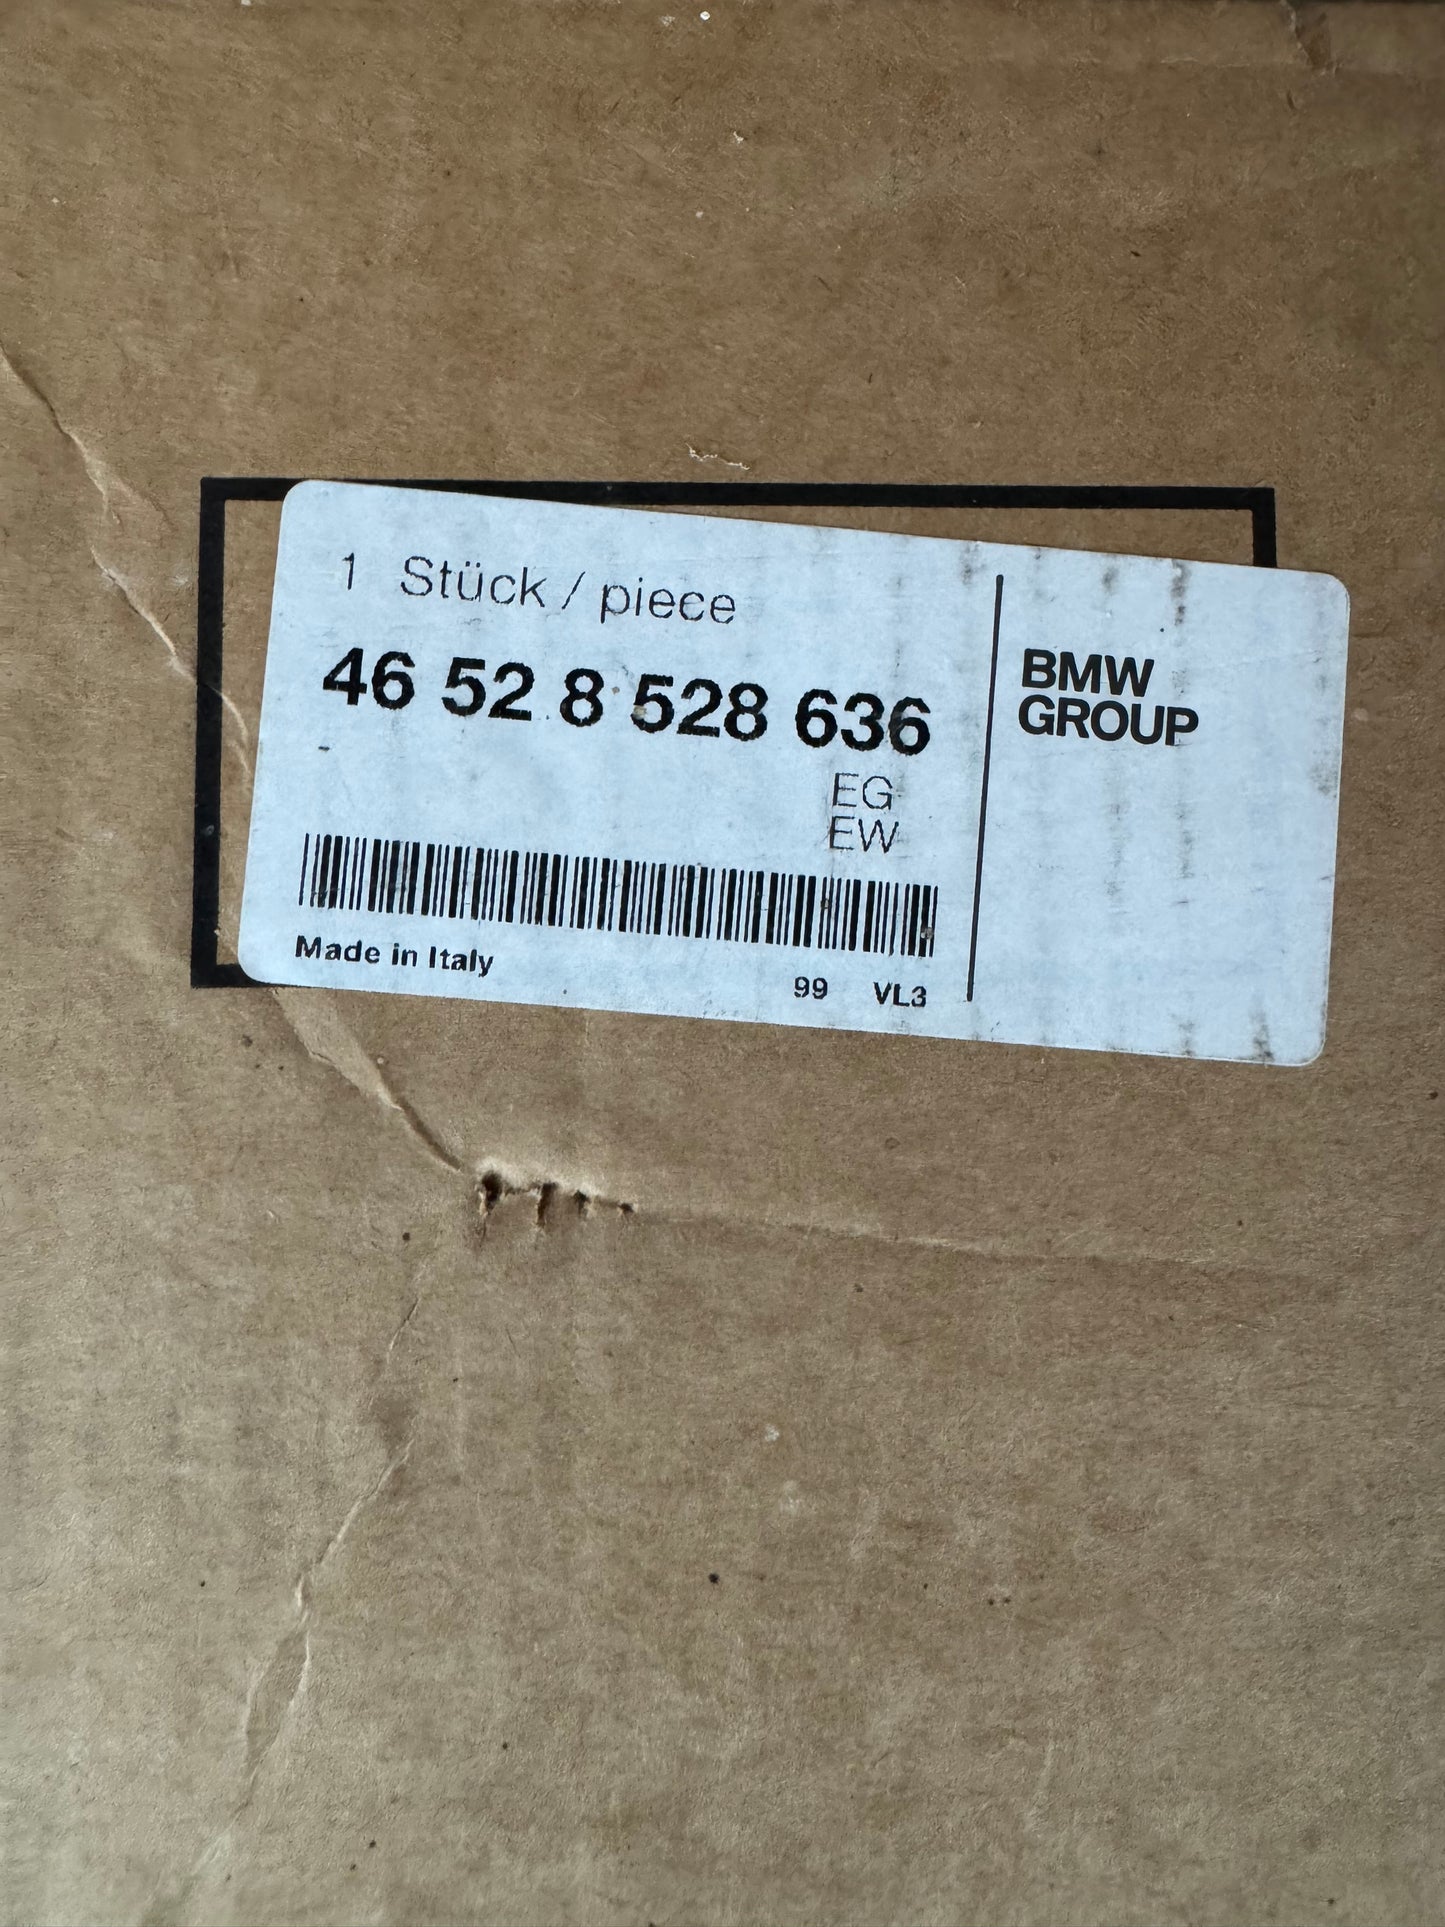 1 Stück / piece
46 52 8 528 636
EG
EW
Made in Italy
99 VL3
BMW
GROUP